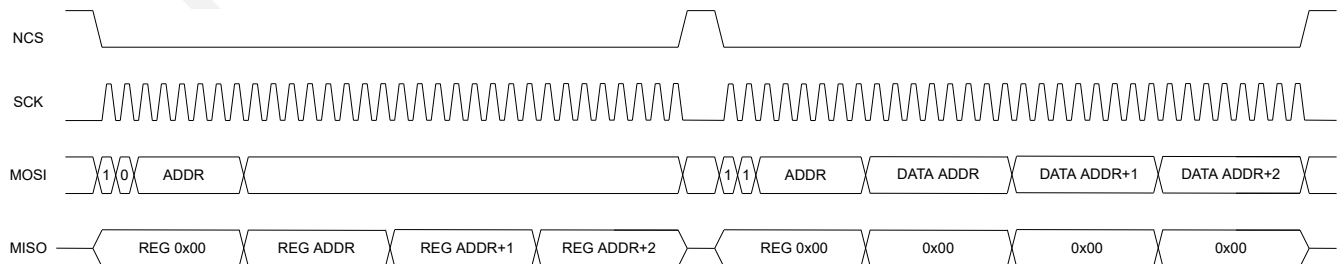 NCS
SCK
MOSI 1 0 ADDR 1 1 ADDR DATA ADDR DATA ADDR+1 DATA ADDR+2
MISO REG 0x00 REG ADDR REG ADDR+1 REG ADDR+2 REG 0x00 0x00 0x00 0x00